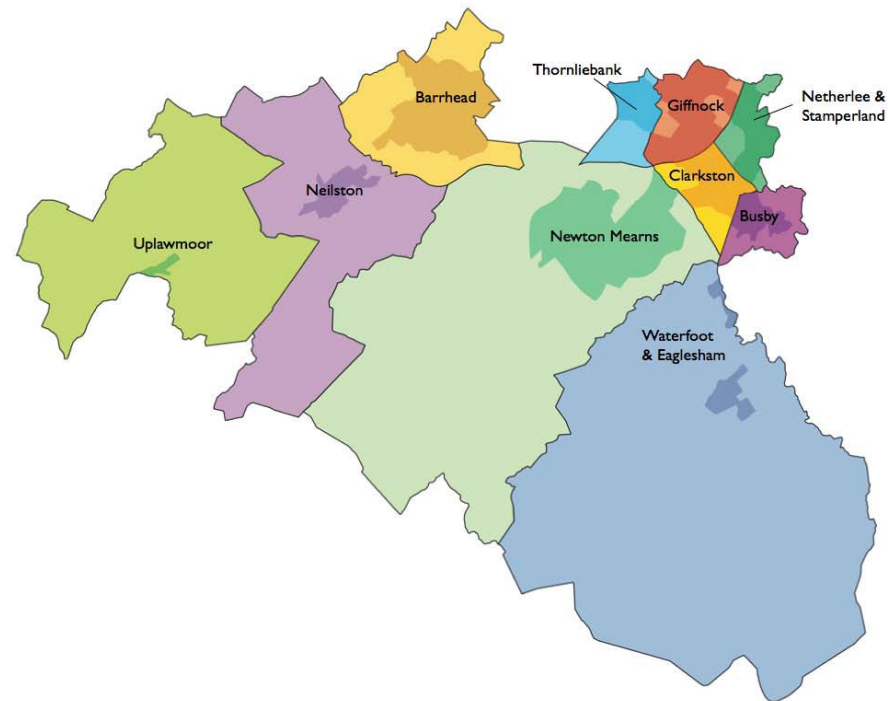 Thornliebank
Barrhead
Giffnock
Netherlee &
Stamperland
Clarkston
Neilston
Busby
Uplawmoor
Newton Mearns
Waterfoot
& Eaglesham